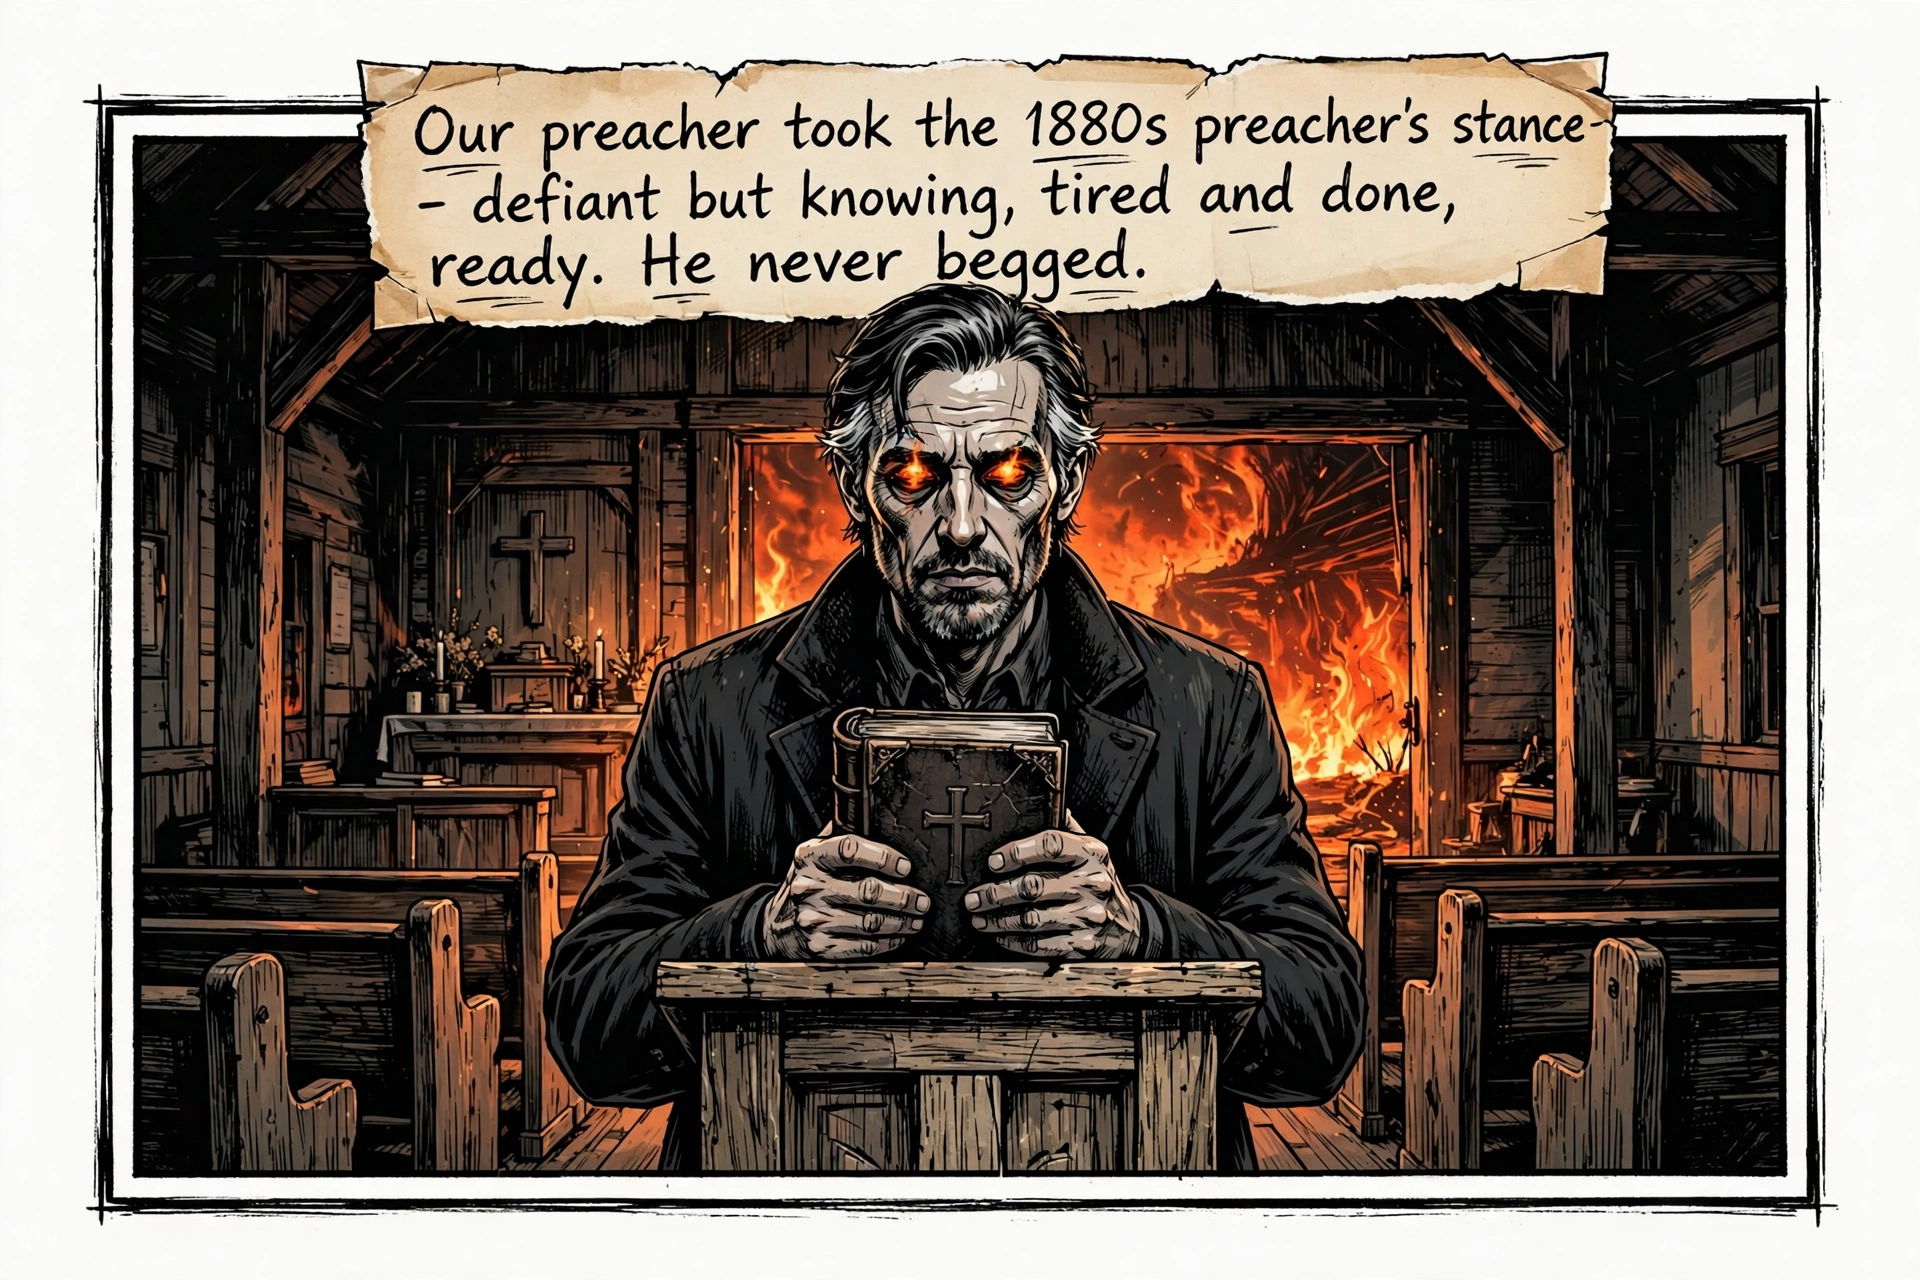 Our preacher took the 1880s preacher's stance-
- defiant but knowing, tired and done,
ready. He never begged.